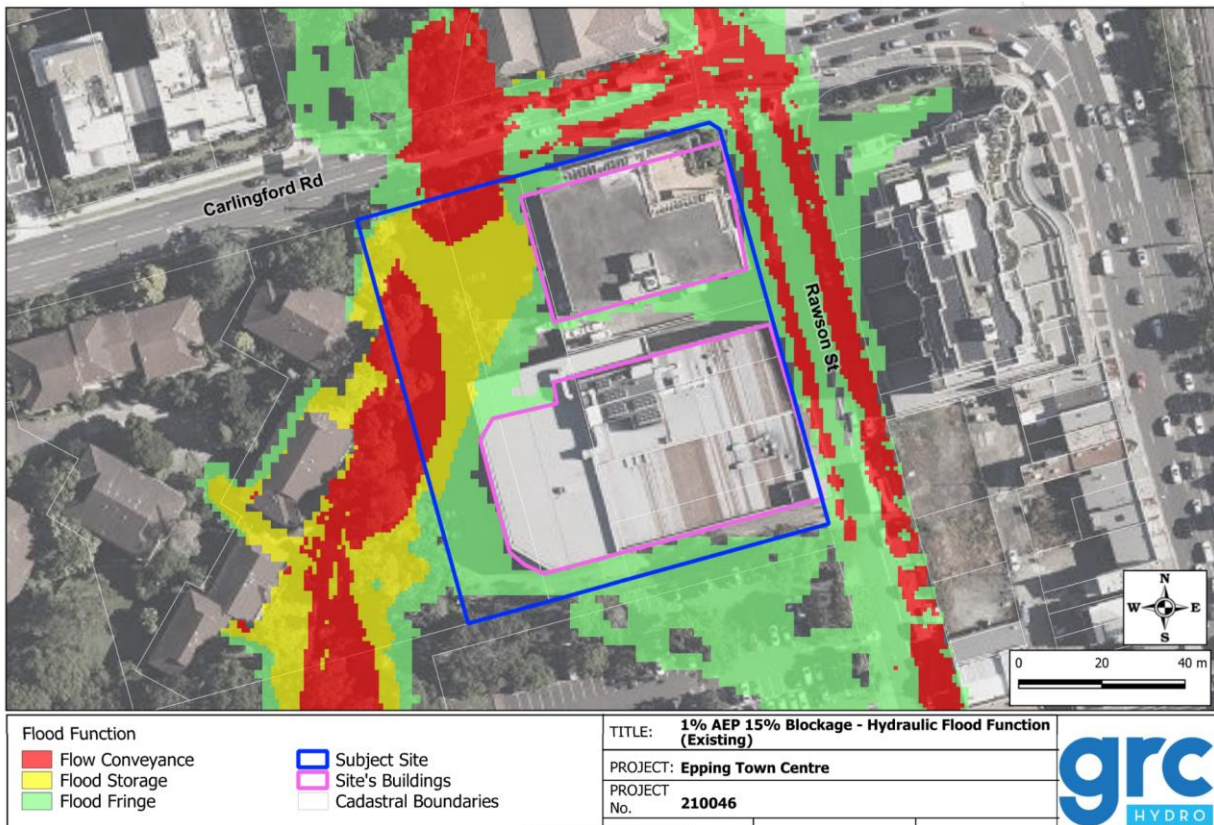 Carlingford Rd
Rawson St
N
W E
S
0 20 40 m
Flood Function
Flow Conveyance
Flood Storage
Flood Fringe
Subject Site
Site's Buildings
Cadastral Boundaries
TITLE: 1% AEP 15% Blockage - Hydraulic Flood Function
(Existing)
PROJECT: Epping Town Centre
PROJECT
No. 210046
grc
HYDRO